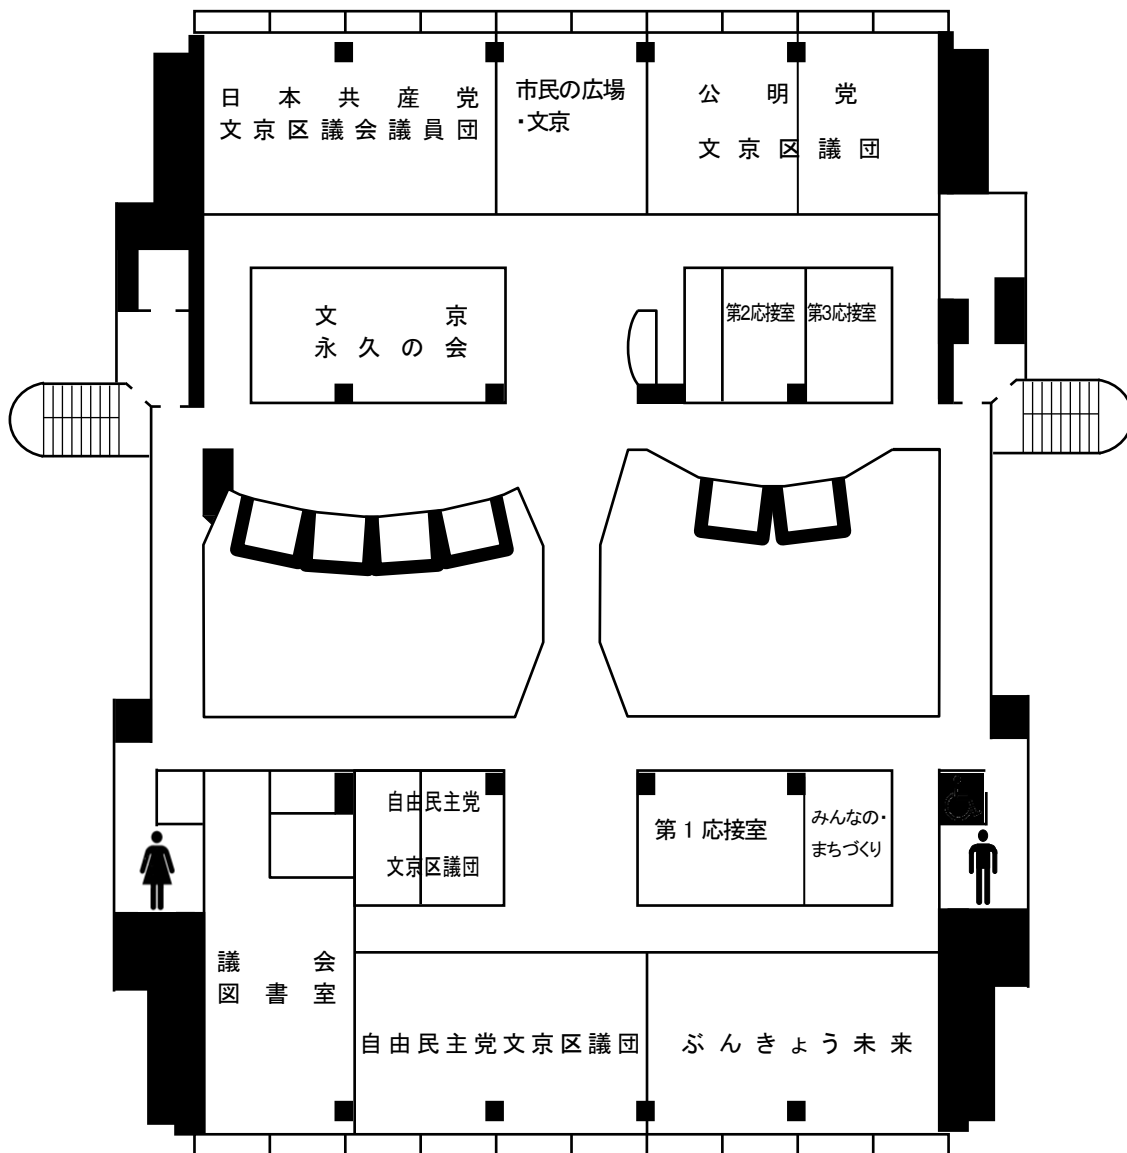 日本共産党
文京区議会議員団
市民の広場
・文京
公明党
文京区議団
文京
永久の会
第2応接室
第3応接室
自由民主党
文京区議団
第1応接室
みんなの・
まちづくり
議会
図書室
自由民主党文京区議団
ぶんきょう未来